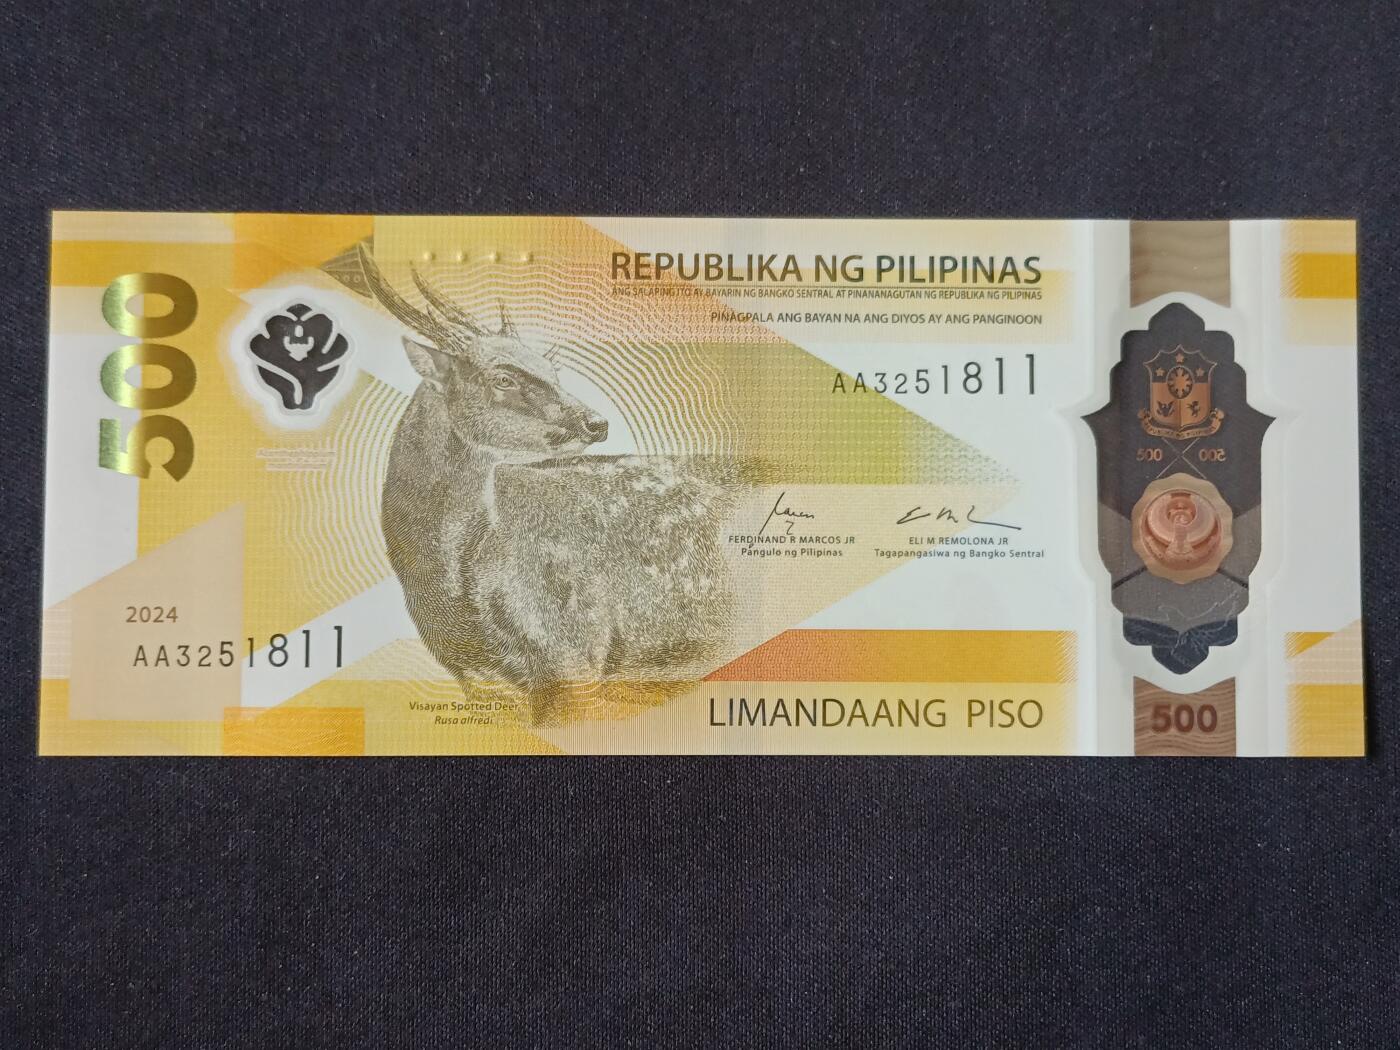 500
REPUBLIKA NG PILIPINAS
ANG SALAPING ITO AY BAYARIN NG BANGKO SENTRAL AT PINANANAGUTAN NG REPUBLIKA NG PILIPINAS
PINAGPALA ANG BAYAN NA ANG DIYOS AY ANG PANGINOON
AA3251811
500 500
FERDINAND R MARCOS JR
Pangulo ng Pilipinas
ELI M REMOLONA JR
Tagapangasiwa ng Bangko Sentral
2024
AA3251811
Visayan Spotted Deer
Rusa alfredi
LIMANDAANG PISO
500